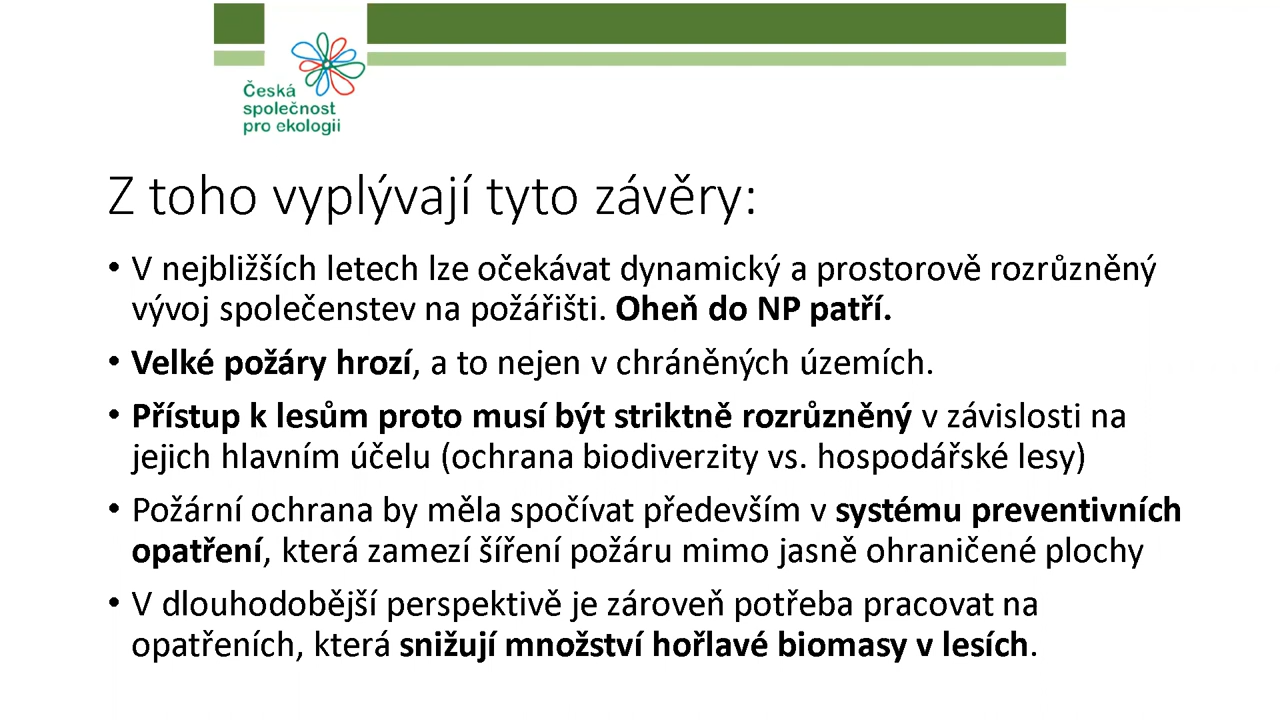 Česká
společnost
pro ekologii
Z toho vyplývají tyto závěry:
• V nejbližších letech lze očekávat dynamický a prostorově rozrůzněný
vývoj společenstev na požářišti. Oheň do NP patří.
• Velké požáry hrozí, a to nejen v chráněných územích.
• Přístup k lesům proto musí být striktně rozrůzněný v závislosti na
jejich hlavním účelu (ochrana biodiverzity vs. hospodářské lesy)
• Požární ochrana by měla spočívat především v systému preventivních
opatření, která zamezí šíření požáru mimo jasně ohraničené plochy
• V dlouhodobější perspektivě je zároveň potřeba pracovat na
opatřeních, která snižují množství hořlavé biomasy v lesích.